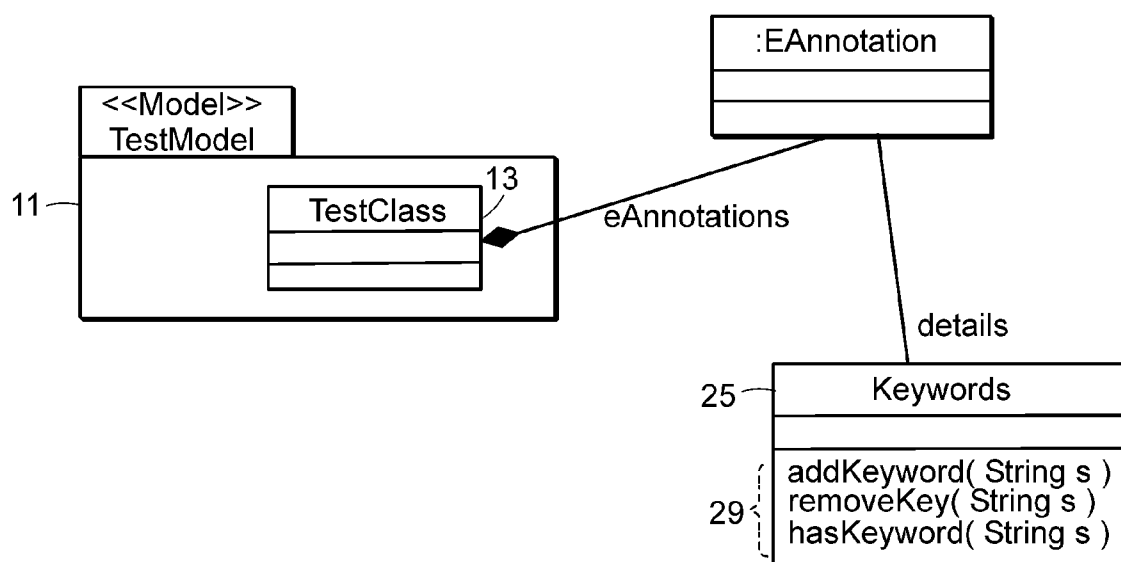 :EAnnotation
<<Model>>
TestModel
13
11
TestClass
eAnnotations
details
25
Keywords
addKeyword( String s )
removeKey( String s )
29
hasKeyword( String s )